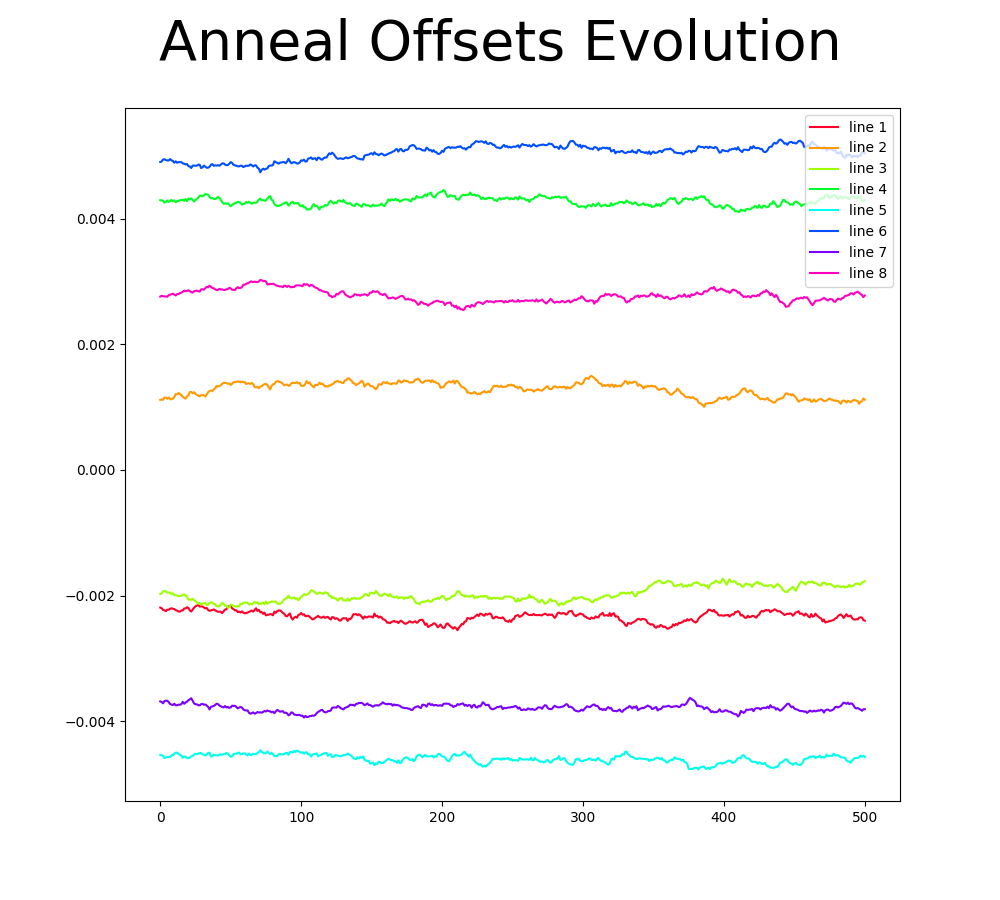 Anneal Offsets Evolution
line 1
line 2
line 3
line 4
line 5
line 6
line 7
line 8
0.004
0.002
0.000
−0.002
−0.004
0 100 200 300 400 500